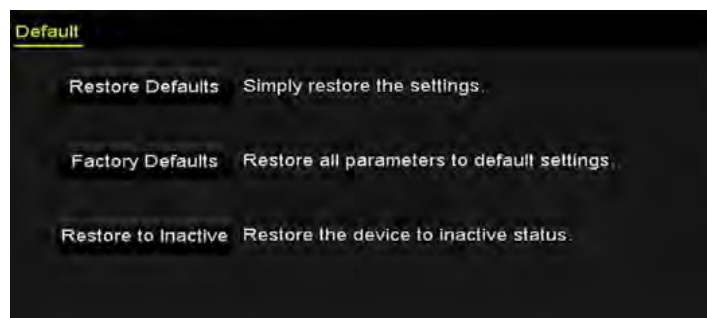 Default
Restore Defaults Simply restore the settings.
Factory Defaults Restore all parameters to default settings.
Restore to Inactive Restore the device to inactive status.